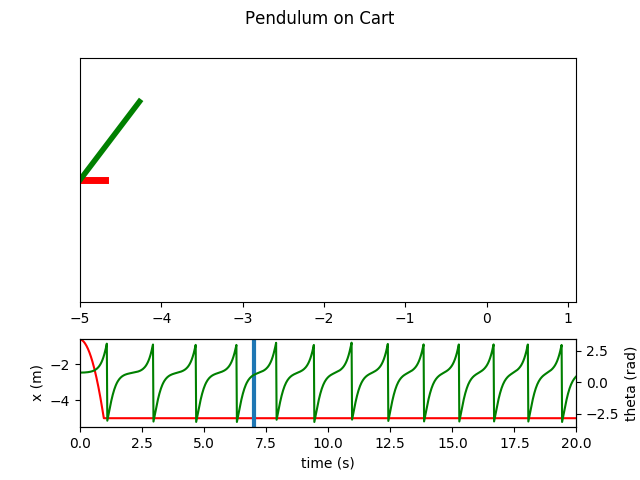 Pendulum on Cart
−5 −4 −3 −2 −1 0 1
x (m)
−2
−4
2.5
0.0
−2.5
theta (rad)
0.0 2.5 5.0 7.5 10.0 12.5 15.0 17.5 20.0
time (s)